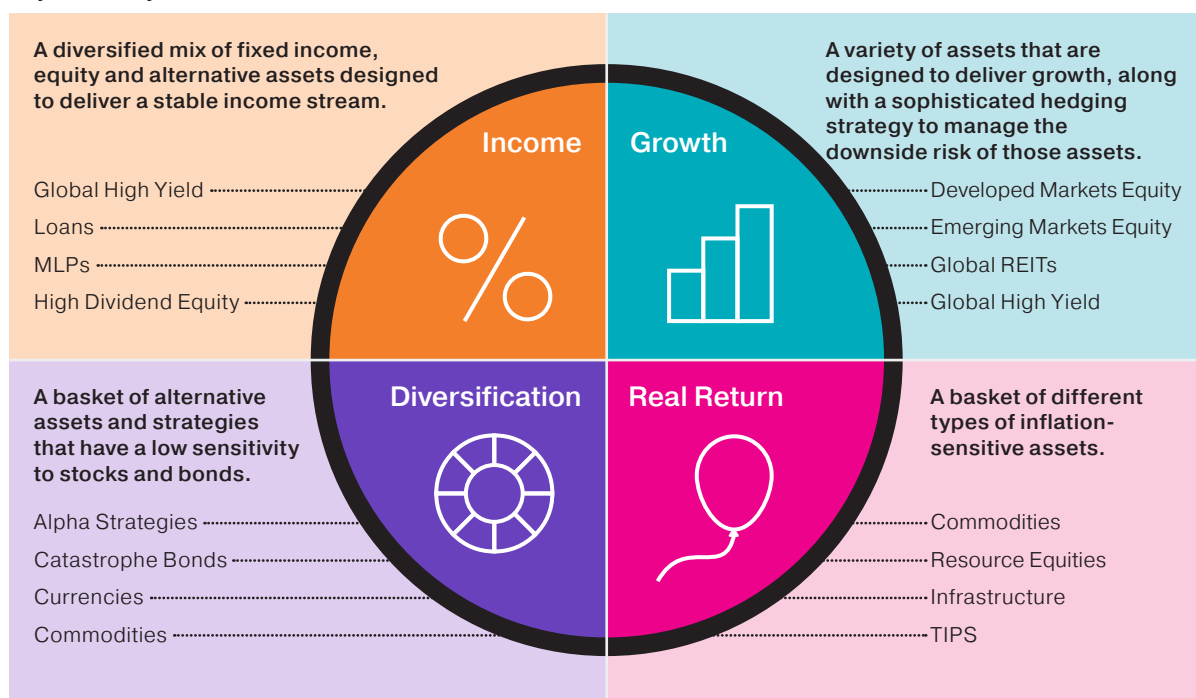 A diversified mix of fixed income,
equity and alternative assets designed
to deliver a stable income stream.
Income
Global High Yield
Loans
MLPs
High Dividend Equity
A variety of assets that are
designed to deliver growth, along
with a sophisticated hedging
strategy to manage the
downside risk of those assets.
Growth
Developed Markets Equity
Emerging Markets Equity
Global REITs
Global High Yield
A basket of alternative
assets and strategies
that have a low sensitivity
to stocks and bonds.
Diversification
Alpha Strategies
Catastrophe Bonds
Currencies
Commodities
Real Return
A basket of different
types of inflation-
sensitive assets.
Commodities
Resource Equities
Infrastructure
TIPS